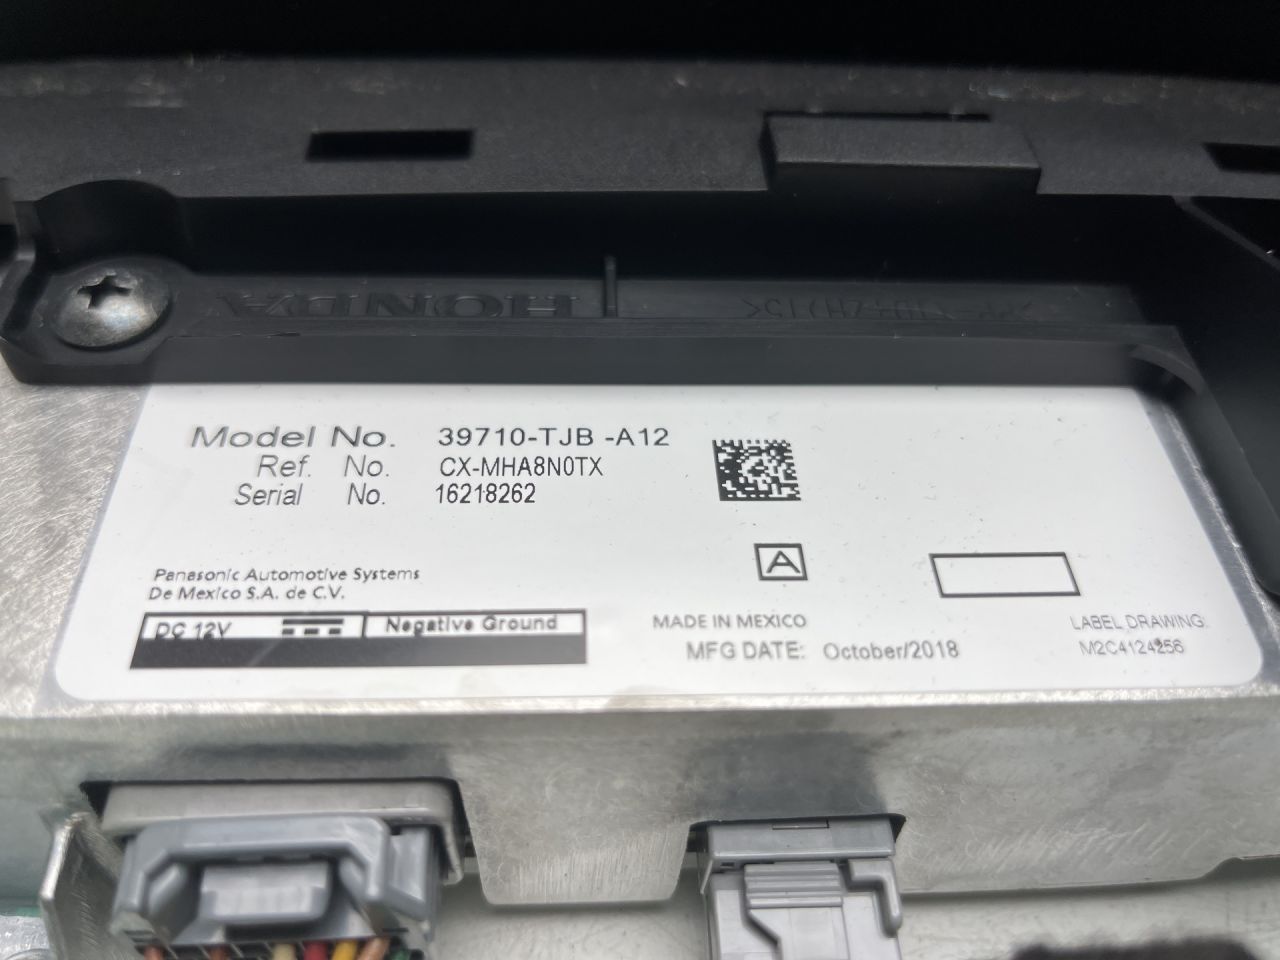 HONDA
Model No. 39710-TJB -A12
Ref. No. CX-MHA8N0TX
Serial No. 16218262
A
Panasonic Automotive Systems
De Mexico S.A. de C.V.
DC 12V Negative Ground
MADE IN MEXICO
MFG DATE: October/2018
LABEL DRAWING.
M2C4124256